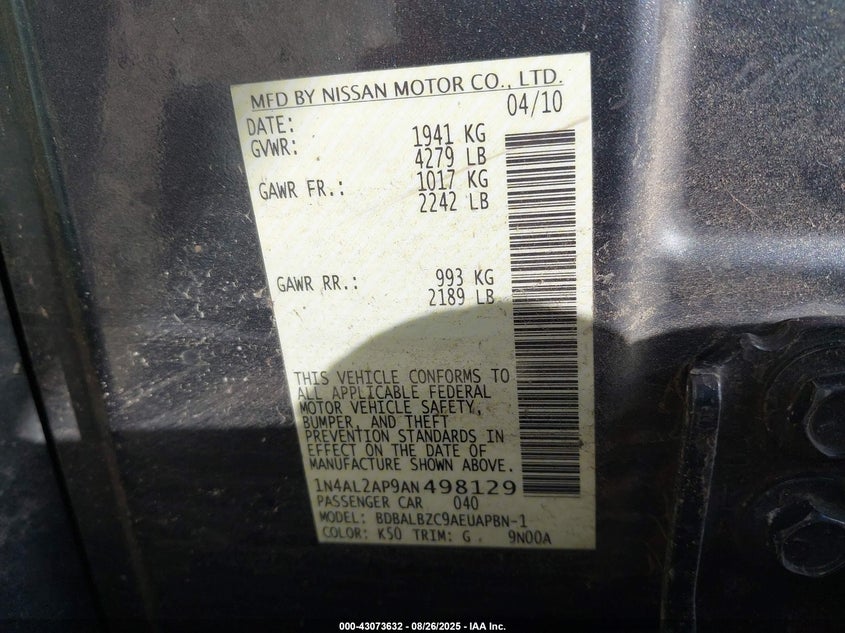 MFD BY NISSAN MOTOR CO., LTD.
DATE: 04/10
GVWR: 1941 KG
4279 LB
GAWR FR.: 1017 KG
2242 LB
GAWR RR.: 993 KG
2189 LB
THIS VEHICLE CONFORMS TO
ALL APPLICABLE FEDERAL
MOTOR VEHICLE SAFETY,
BUMPER, AND THEFT
PREVENTION STANDARDS IN
EFFECT ON THE DATE OF
MANUFACTURE SHOWN ABOVE.
1N4AL2AP9AN498129
PASSENGER CAR 040
MODEL: BDBALBZC9AEUAPBN-1
COLOR: K50 TRIM: G . 9N00A
000-43073632 - 08/26/2025 - IAA Inc.